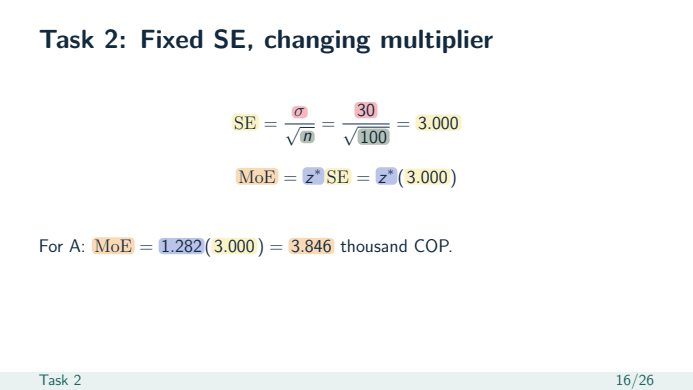 Task 2: Fixed SE, changing multiplier
SE = σ/√n = 30/√100 = 3.000
MoE = z* SE = z*(3.000)
For A: MoE = 1.282(3.000) = 3.846 thousand COP.
Task 2 16/26